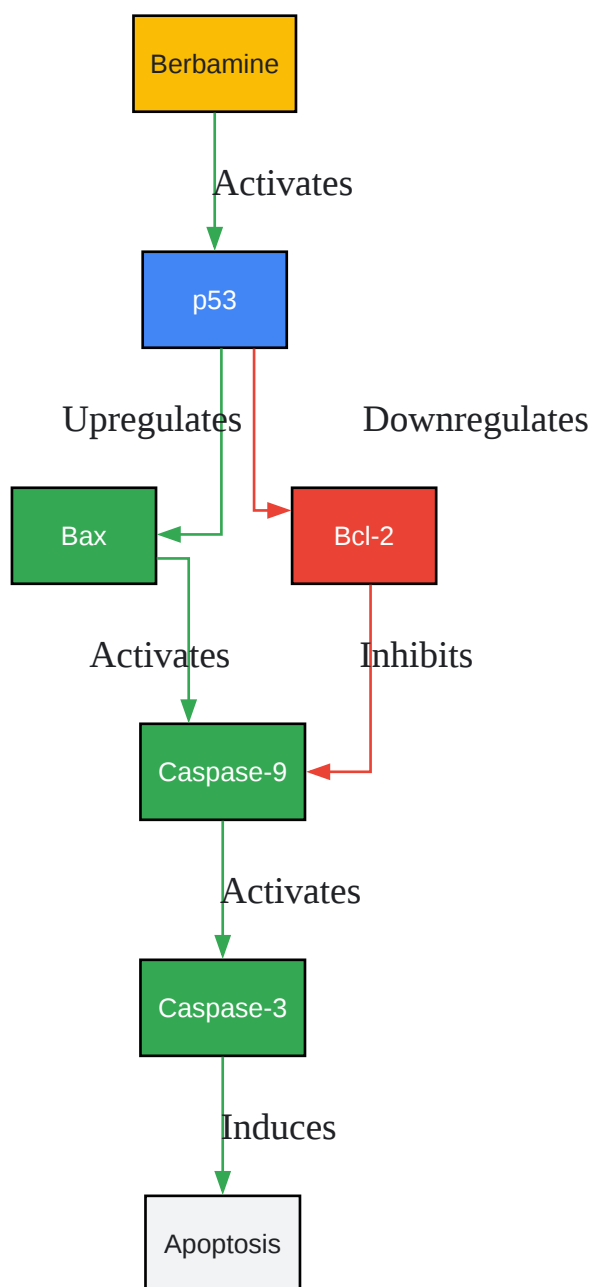 Berbamine
Activates
p53
Upregulates
Downregulates
Bax
Bcl-2
Activates
Inhibits
Caspase-9
Activates
Caspase-3
Induces
Apoptosis